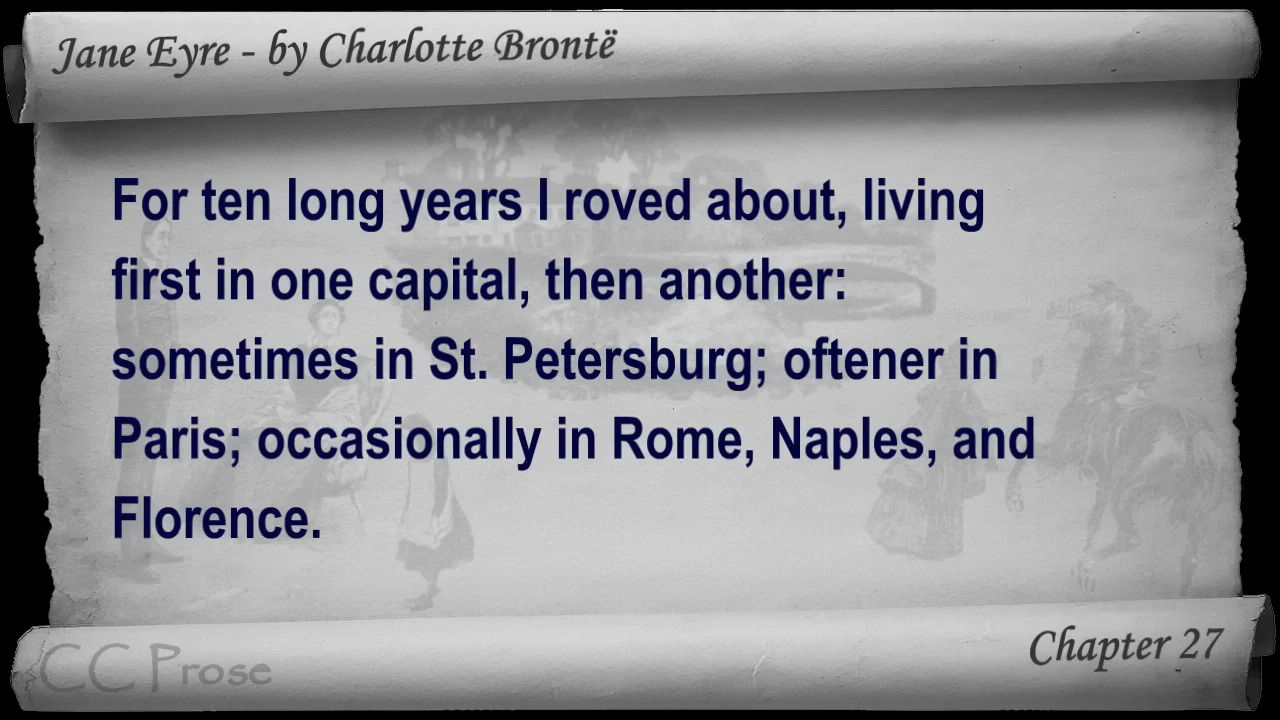 Jane Eyre - by Charlotte Brontë
For ten long years I roved about, living
first in one capital, then another:
sometimes in St. Petersburg; oftener in
Paris; occasionally in Rome, Naples, and
Florence.
Chapter 27
CC Prose